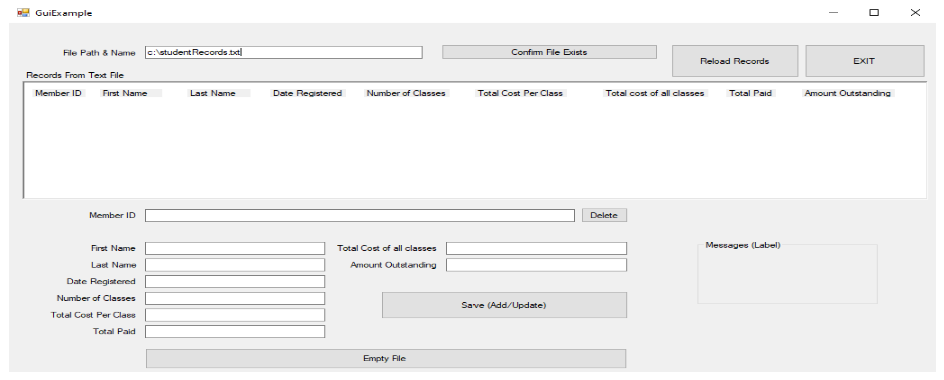 GuiExample
File Path & Name c:\studentRecords.txt Confirm File Exists Reload Records EXIT
Records From Text File
Member ID First Name Last Name Date Registered Number of Classes Total Cost Per Class Total cost of all classes Total Paid Amount Outstanding
Member ID Delete
First Name Total Cost of all classes Messages (Label)
Last Name Amount Outstanding
Date Registered
Number of Classes Save (Add/Update)
Total Cost Per Class
Total Paid
Empty File